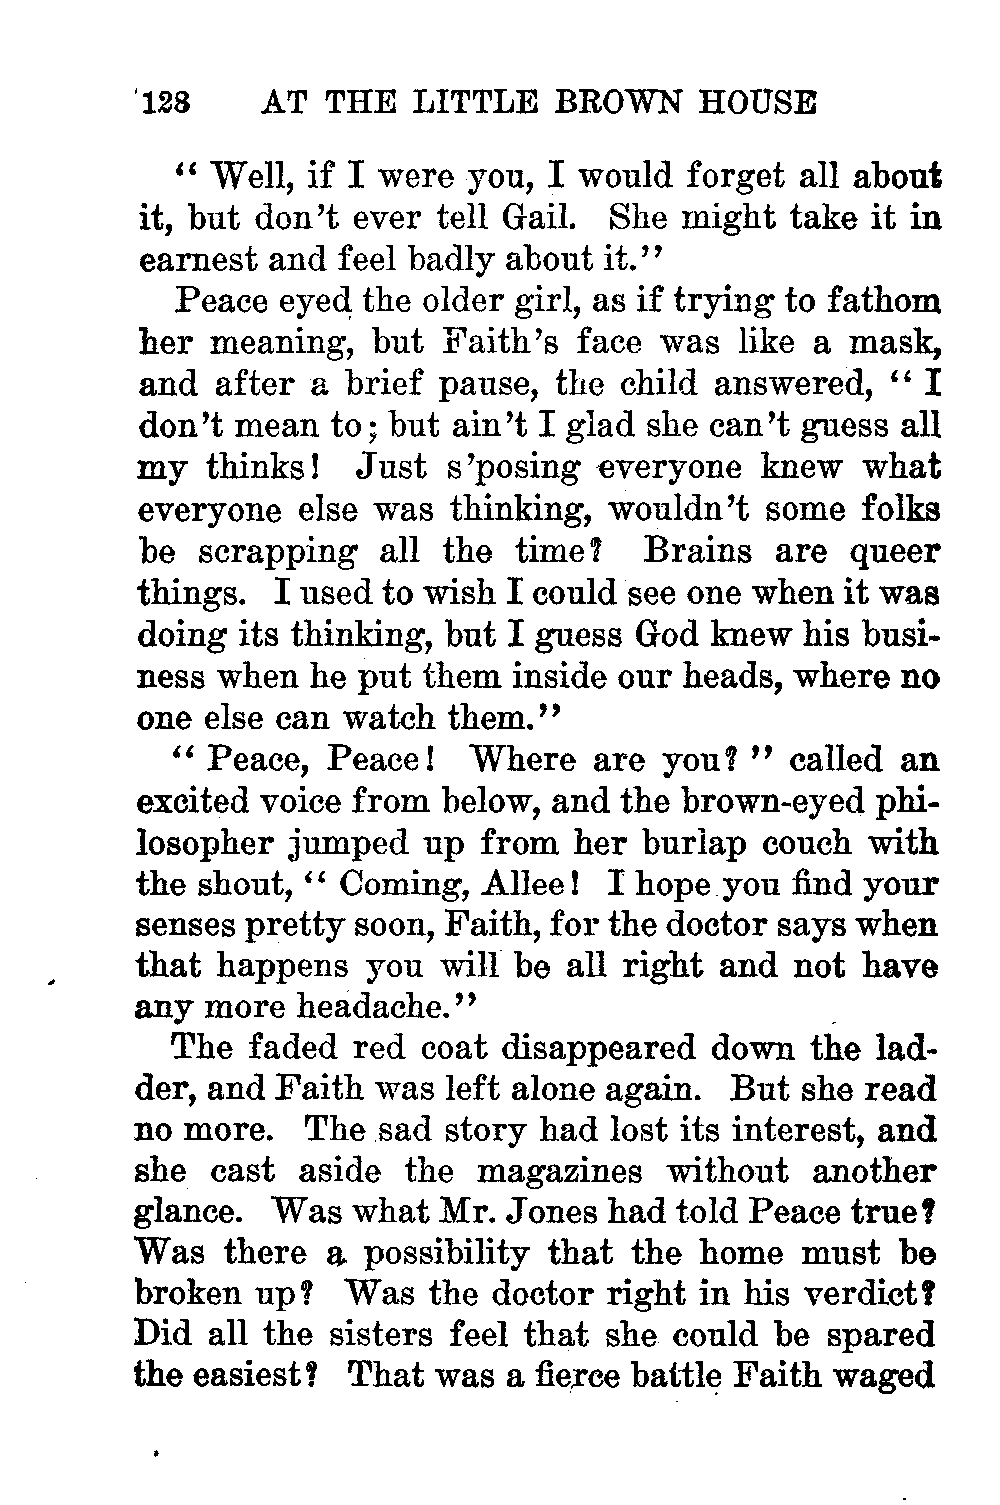 128 AT THE LITTLE BROWN HOUSE
“ Well, if I were you, I would forget all about
it, but don’t ever tell Gail. She might take it in
earnest and feel badly about it.”
Peace eyed the older girl, as if trying to fathom
her meaning, but Faith’s face was like a mask,
and after a brief pause, the child answered, “ I
don’t mean to; but ain’t I glad she can’t guess all
my thinks! Just s’posing everyone knew what
everyone else was thinking, wouldn’t some folks
be scrapping all the time? Brains are queer
things. I used to wish I could see one when it was
doing its thinking, but I guess God knew his busi-
ness when he put them inside our heads, where no
one else can watch them.”
“ Peace, Peace! Where are you? ” called an
excited voice from below, and the brown-eyed phi-
losopher jumped up from her burlap couch with
the shout, “ Coming, Allee! I hope you find your
senses pretty soon, Faith, for the doctor says when
that happens you will be all right and not have
any more headache.”
The faded red coat disappeared down the lad-
der, and Faith was left alone again. But she read
no more. The sad story had lost its interest, and
she cast aside the magazines without another
glance. Was what Mr. Jones had told Peace true?
Was there a possibility that the home must be
broken up? Was the doctor right in his verdict?
Did all the sisters feel that she could be spared
the easiest? That was a fierce battle Faith waged